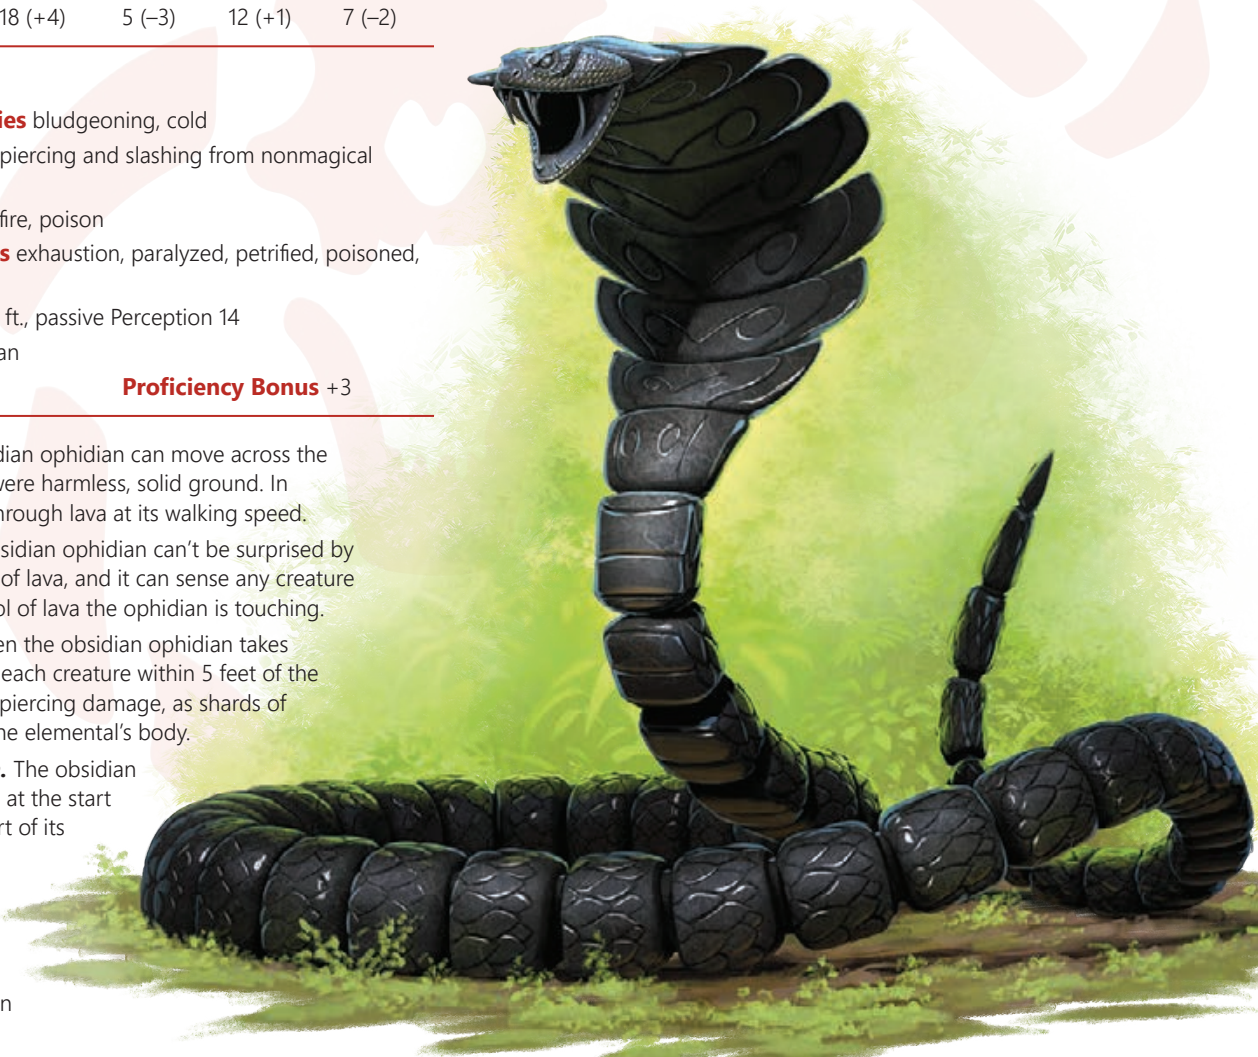 18 (+4) 5 (–3) 12 (+1) 7 (–2)
ies bludgeoning, cold
piercing and slashing from nonmagical
fire, poison
s exhaustion, paralyzed, petrified, poisoned,
ft., passive Perception 14
an
Proficiency Bonus +3
dian ophidian can move across the
were harmless, solid ground. In
hrough lava at its walking speed.
sidian ophidian can’t be surprised by
of lava, and it can sense any creature
ol of lava the ophidian is touching.
en the obsidian ophidian takes
each creature within 5 feet of the
piercing damage, as shards of
he elemental’s body.
. The obsidian
at the start
rt of its
n